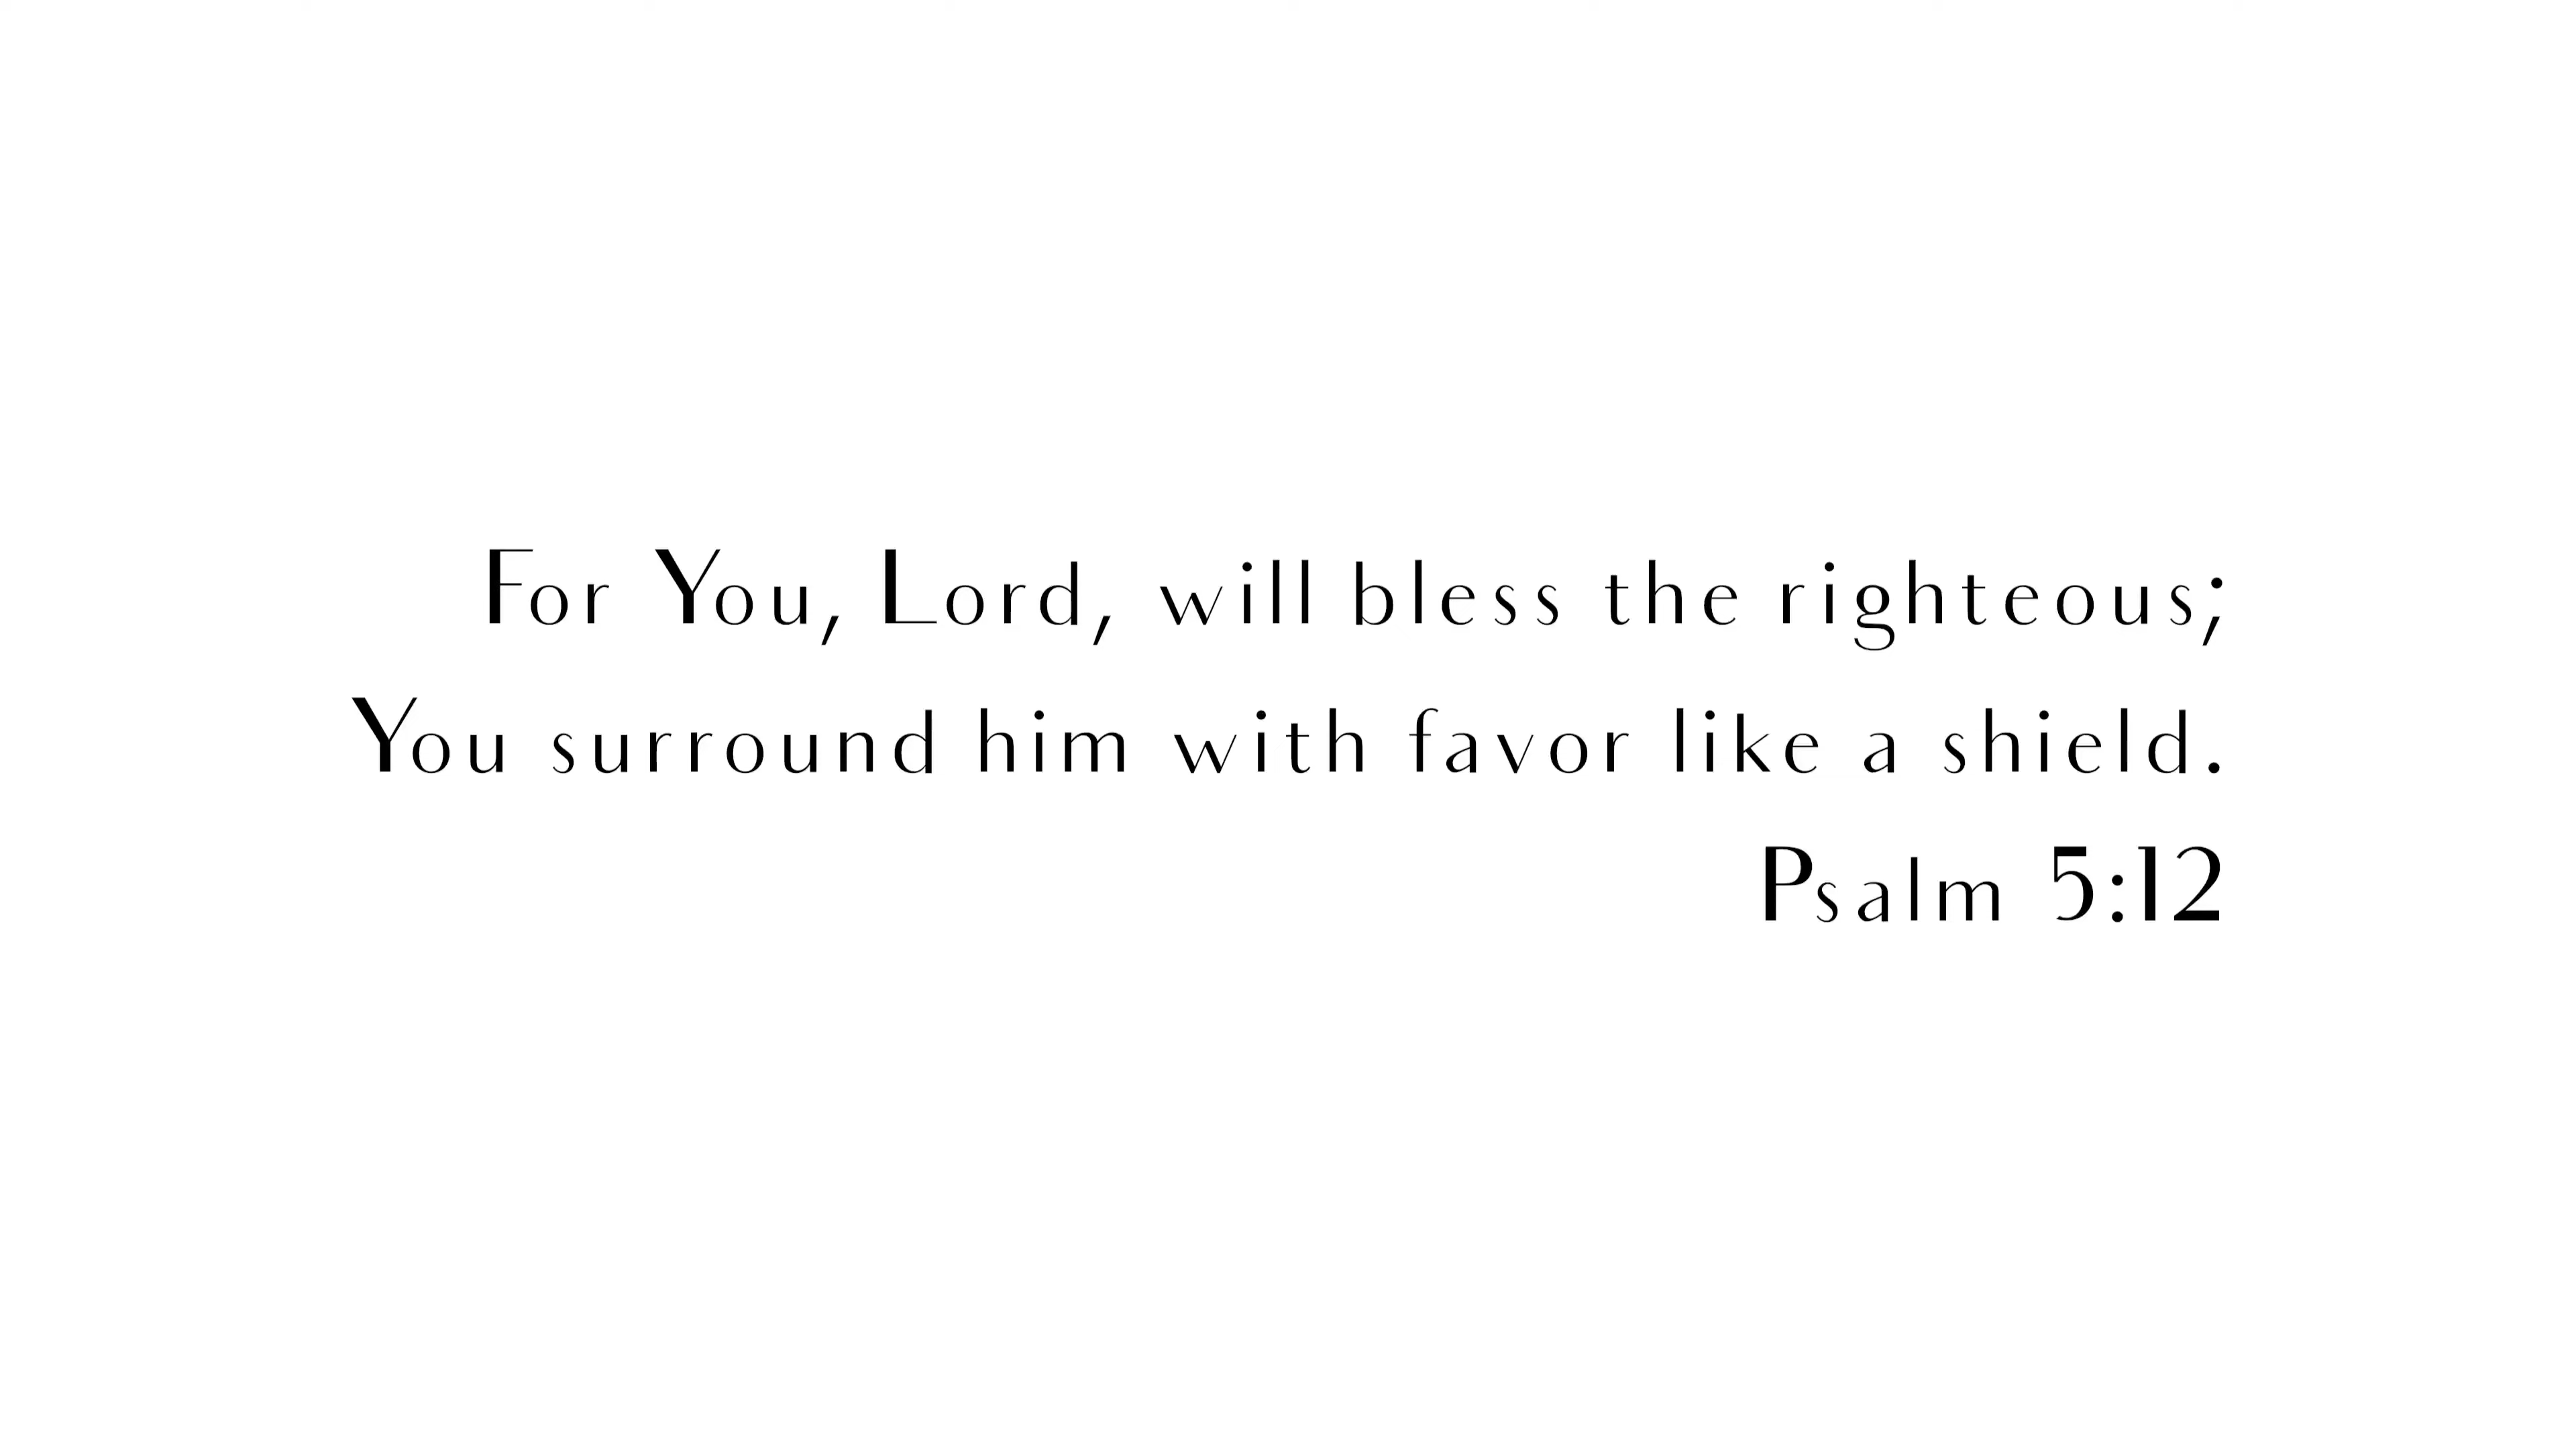 For You, Lord, will bless the righteous;
You surround him with favor like a shield.
Psalm 5:12